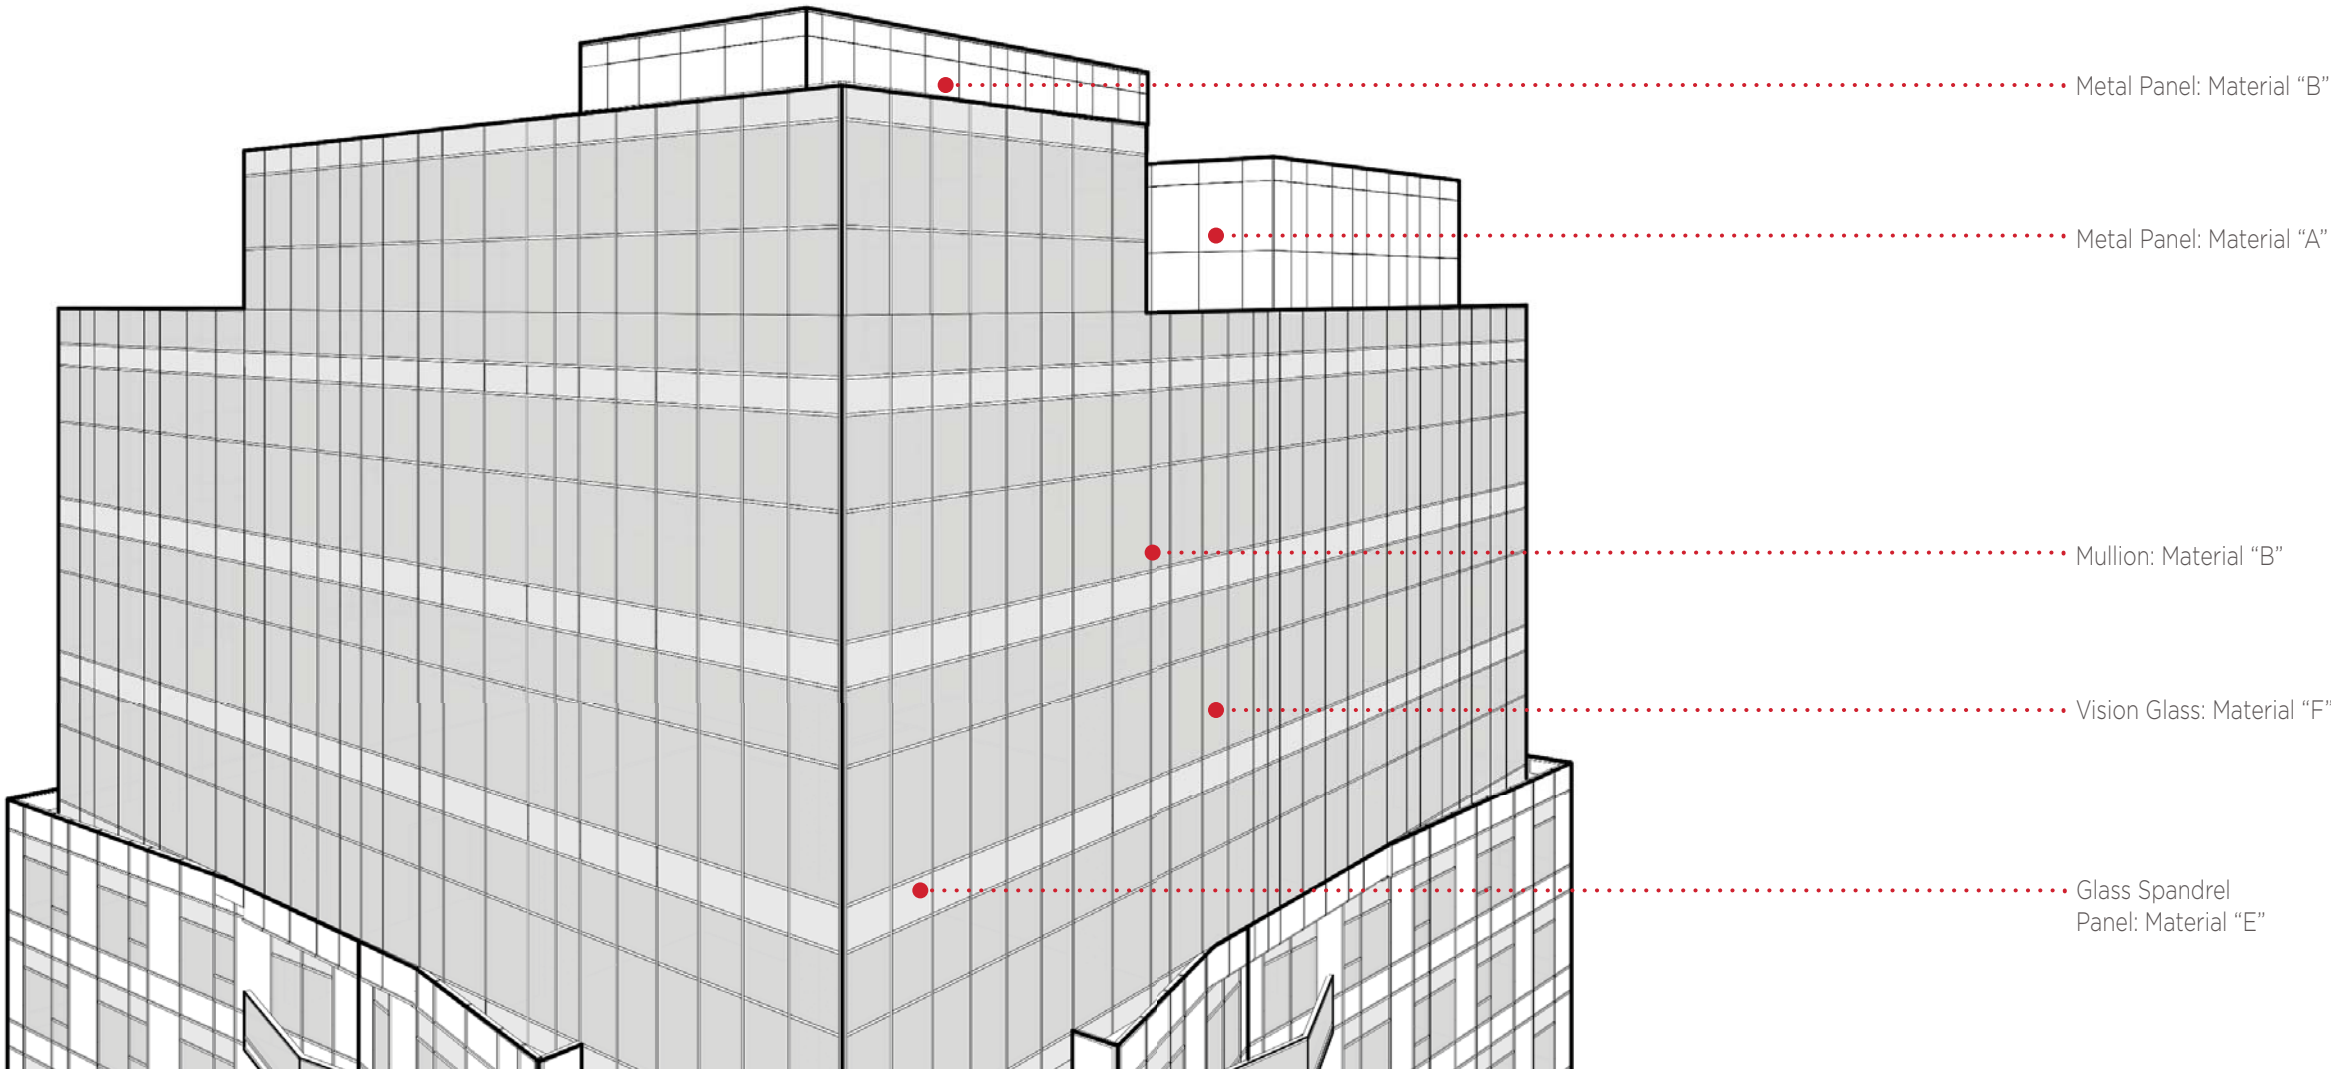 Metal Panel: Material “B”
Metal Panel: Material “A”
Mullion: Material “B”
Vision Glass: Material “F”
Glass Spandrel
Panel: Material “E”